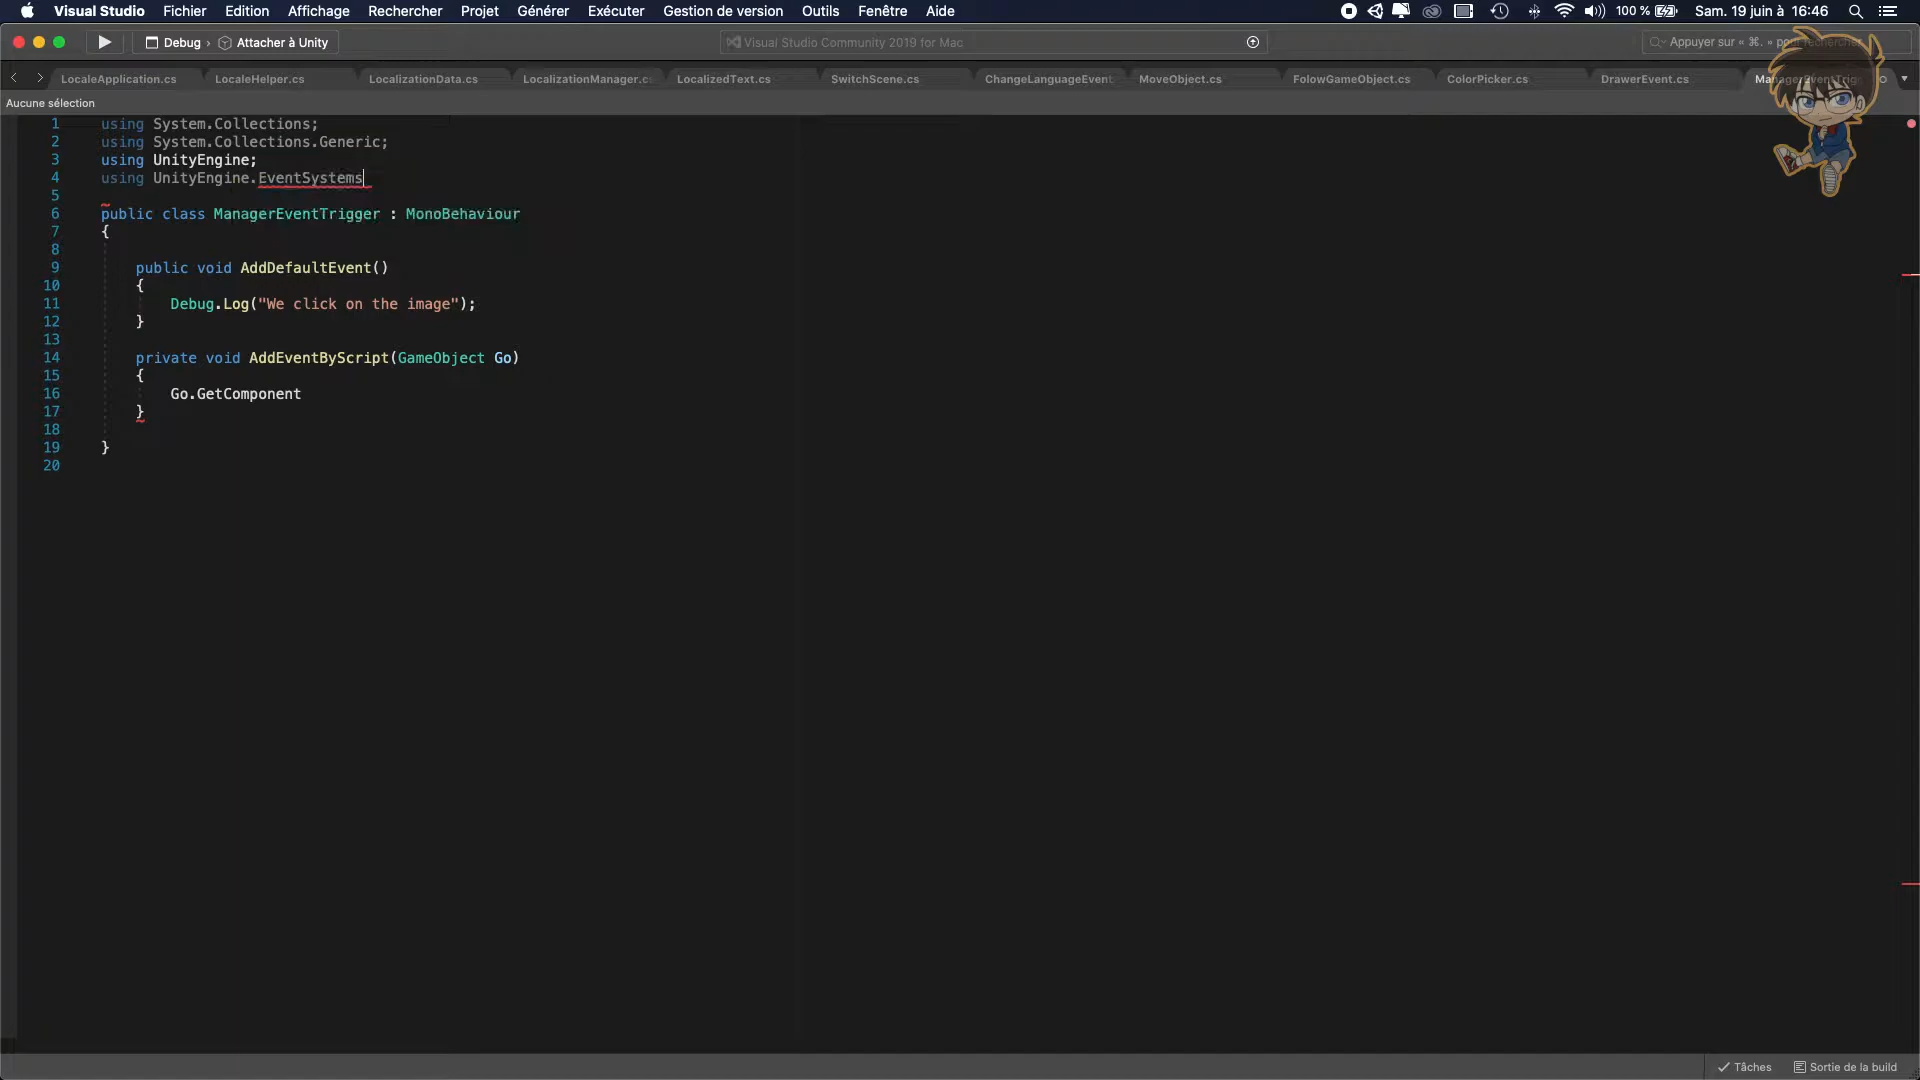 Visual Studio Fichier Edition Affichage Rechercher Projet Générer Exécuter Gestion de version Outils Fenêtre Aide 100 % Sam. 19 juin à 16:46
Debug › Attacher à Unity Visual Studio Community 2019 for Mac Appuyer sur « ⌘. » pour rechercher
LocaleApplication.cs LocaleHelper.cs LocalizationData.cs LocalizationManager.c LocalizedText.cs SwitchScene.cs ChangeLanguageEvent MoveObject.cs FolowGameObject.cs ColorPicker.cs DrawerEvent.cs ManagerEventTrig
Aucune sélection
1 using System.Collections;
2 using System.Collections.Generic;
3 using UnityEngine;
4 using UnityEngine.EventSystems
5
6 public class ManagerEventTrigger : MonoBehaviour
7 {
8
9 public void AddDefaultEvent()
10 {
11 Debug.Log("We click on the image");
12 }
13
14 private void AddEventByScript(GameObject Go)
15 {
16 Go.GetComponent
17 }
18
19 }
20
Tâches Sortie de la build